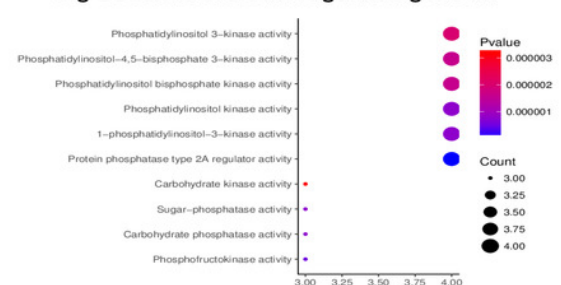 Phosphatidylinositol 3-kinase activity
Phosphatidylinositol-4,5-bisphosphate 3-kinase activity
Phosphatidylinositol bisphosphate kinase activity
Phosphatidylinositol kinase activity
1-phosphatidylinositol-3-kinase activity
Protein phosphatase type 2A regulator activity
Carbohydrate kinase activity
Sugar-phosphatase activity
Carbohydrate phosphatase activity
Phosphofructokinase activity
3.00 3.25 3.50 3.75 4.00
Pvalue
0.000003
0.000002
0.000001
Count
3.00
3.25
3.50
3.75
4.00